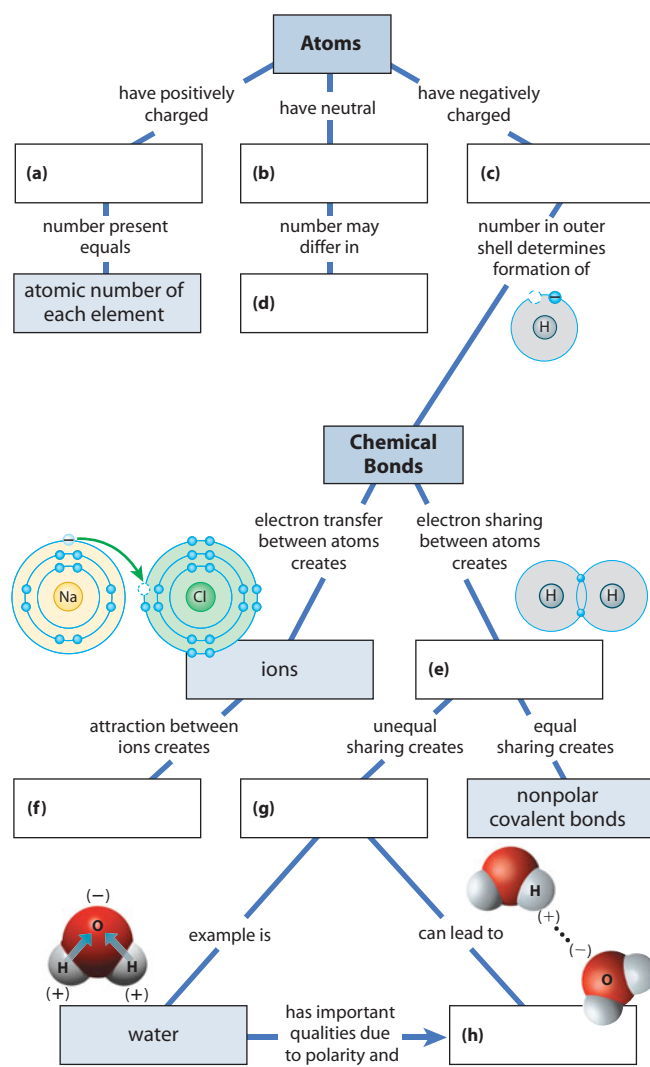 Atoms
have positively
charged
have neutral
have negatively
charged
(a)
(b)
(c)
number present
equals
number may
differ in
number in outer
shell determines
formation of
atomic number of
each element
(d)
−
H
Chemical
Bonds
electron transfer
between atoms
creates
electron sharing
between atoms
creates
−
Na
Cl
H
H
ions
(e)
attraction between
ions creates
unequal
sharing creates
equal
sharing creates
(f)
(g)
nonpolar
covalent bonds
(−)
O
H
H
(+)
(+)
H
(+)
(−)
O
example is
can lead to
water
has important
qualities due
to polarity and
(h)